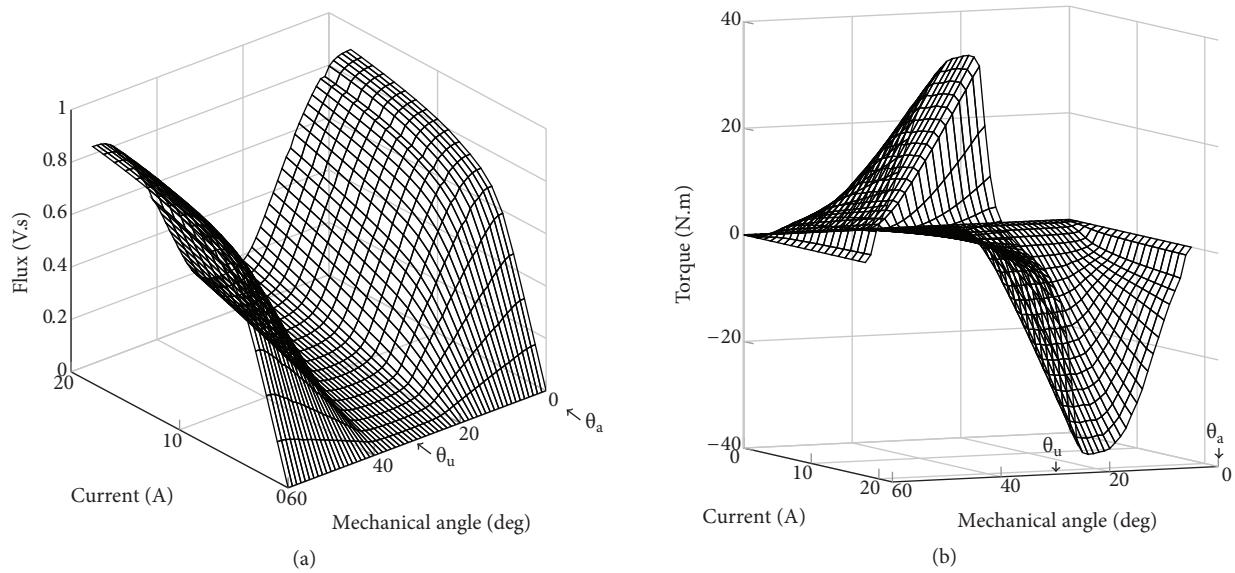 1
0.8
0.6
0.4
0.2
0
Flux (V.s)
20
10
0
Current (A)
60
40
20
0
θu
θa
Mechanical angle (deg)
(a)
40
20
0
−20
−40
Torque (N.m)
0
10
20
Current (A)
60
40
20
0
θu
θa
Mechanical angle (deg)
(b)